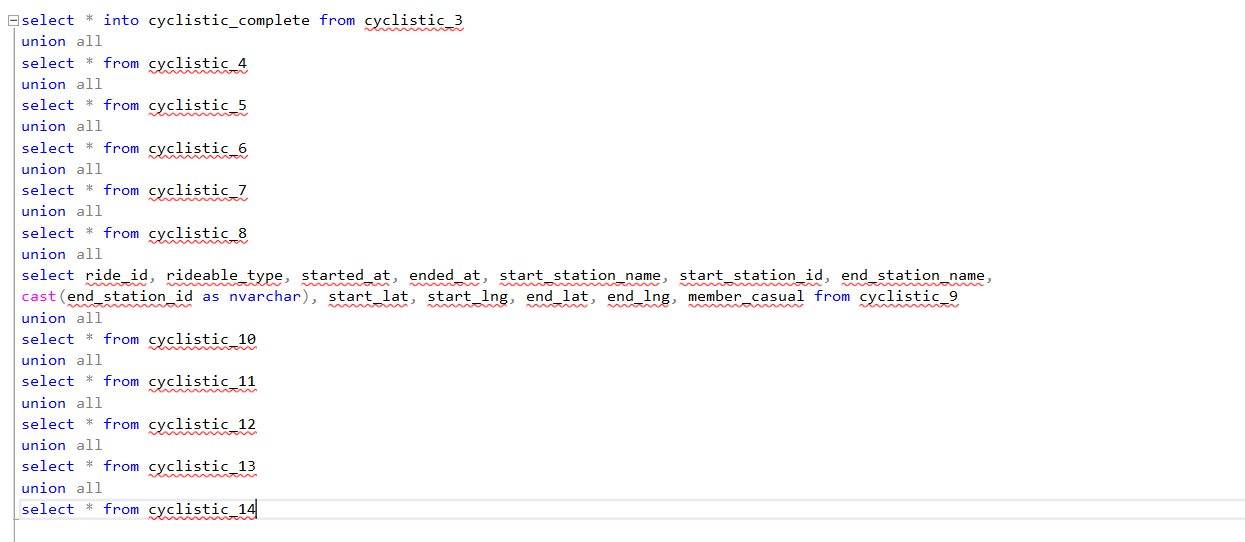 select * into cyclistic_complete from cyclistic_3
union all
select * from cyclistic_4
union all
select * from cyclistic_5
union all
select * from cyclistic_6
union all
select * from cyclistic_7
union all
select * from cyclistic_8
union all
select ride_id, rideable_type, started_at, ended_at, start_station_name, start_station_id, end_station_name,
cast(end_station_id as nvarchar), start_lat, start_lng, end_lat, end_lng, member_casual from cyclistic_9
union all
select * from cyclistic_10
union all
select * from cyclistic_11
union all
select * from cyclistic_12
union all
select * from cyclistic_13
union all
select * from cyclistic_14